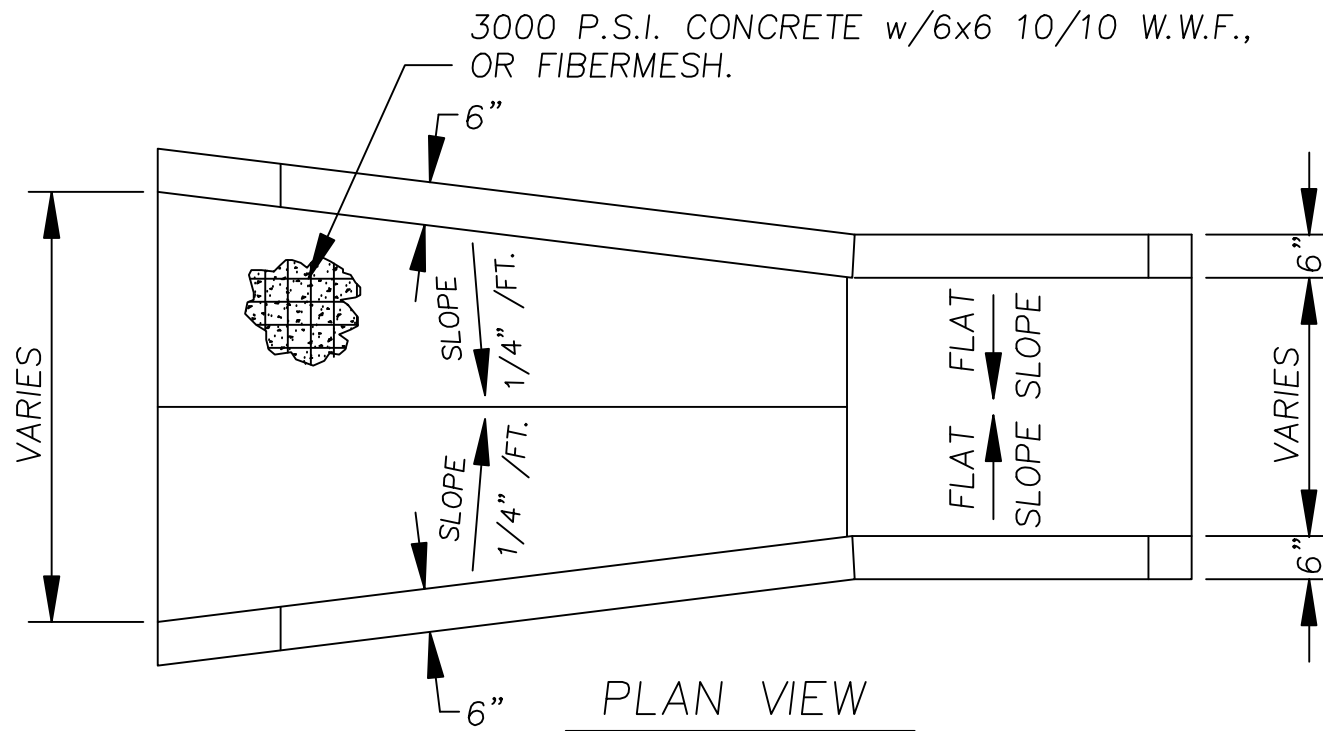 3000 P.S.I. CONCRETE w/6x6 10/10 W.W.F.,
OR FIBERMESH.
6"
VARIES
SLOPE
1/4" /FT.
SLOPE
1/4" /FT.
FLAT
SLOPE
FLAT
SLOPE
6"
VARIES
6"
6"
PLAN VIEW